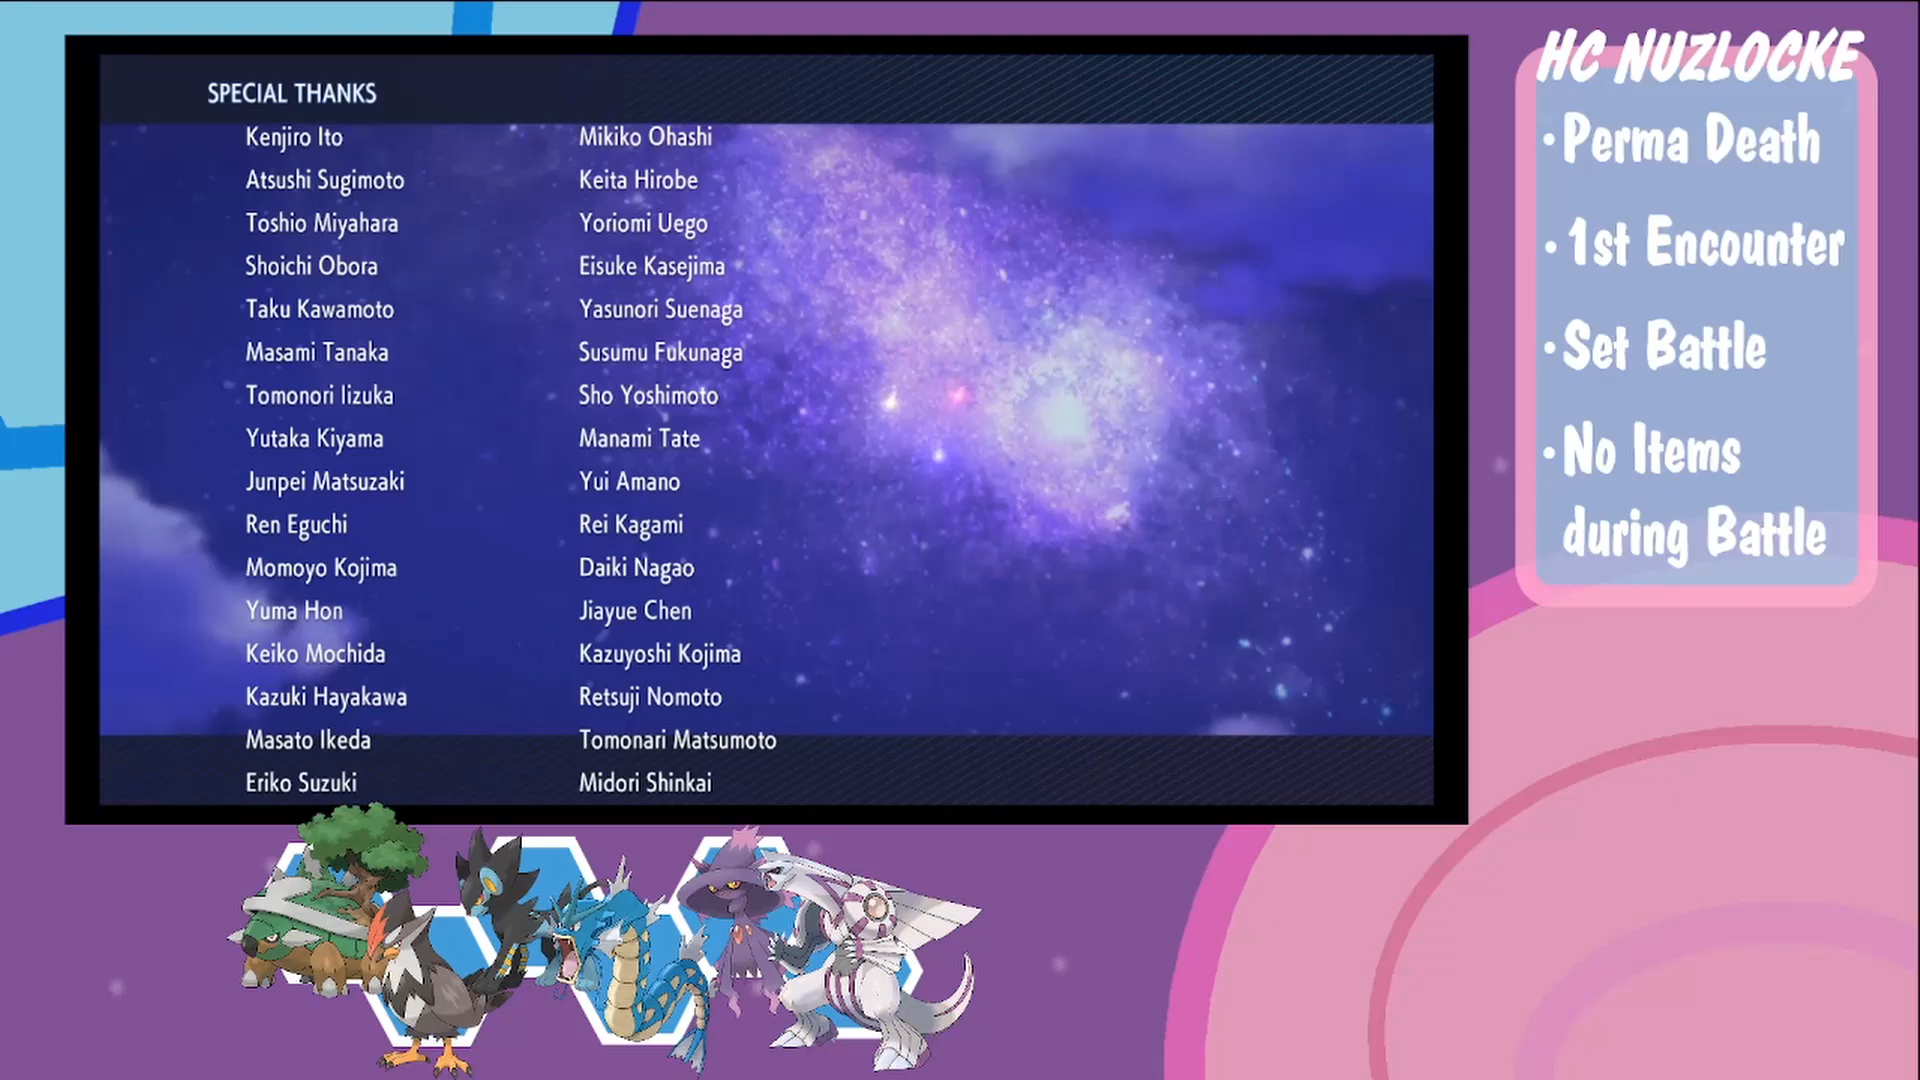 SPECIAL THANKS
Kenjiro Ito Mikiko Ohashi
Atsushi Sugimoto Keita Hirobe
Toshio Miyahara Yoriomi Uego
Shoichi Obora Eisuke Kasejima
Taku Kawamoto Yasunori Suenaga
Masami Tanaka Susumu Fukunaga
Tomonori Iizuka Sho Yoshimoto
Yutaka Kiyama Manami Tate
Junpei Matsuzaki Yui Amano
Ren Eguchi Rei Kagami
Momoyo Kojima Daiki Nagao
Yuma Hon Jiayue Chen
Keiko Mochida Kazuyoshi Kojima
Kazuki Hayakawa Retsuji Nomoto
Masato Ikeda Tomonari Matsumoto
Eriko Suzuki Midori Shinkai
HC NUZLOCKE
• Perma Death
• 1st Encounter
• Set Battle
• No Items
during Battle